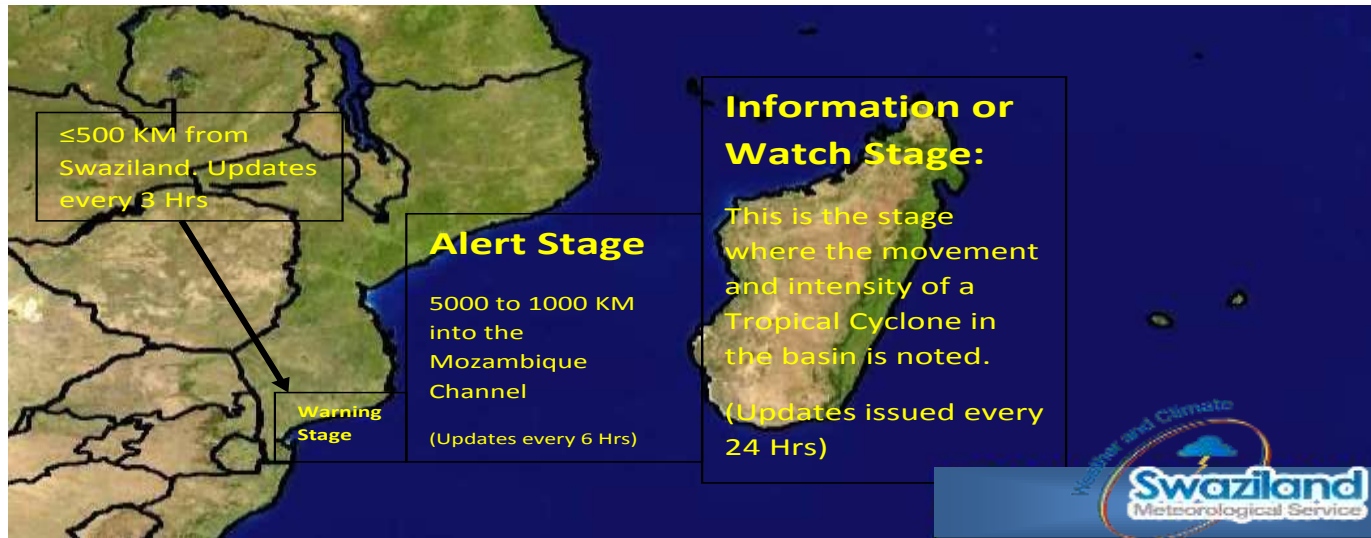 ≤500 KM from
Swaziland. Updates
every 3 Hrs
Warning
Stage
Alert Stage
5000 to 1000 KM
into the
Mozambique
Channel
(Updates every 6 Hrs)
Information or
Watch Stage:
This is the stage
where the movement
and intensity of a
Tropical Cyclone in
the basin is noted.
(Updates issued every
24 Hrs)
Weather and Climate
Swaziland
Meteorological Service